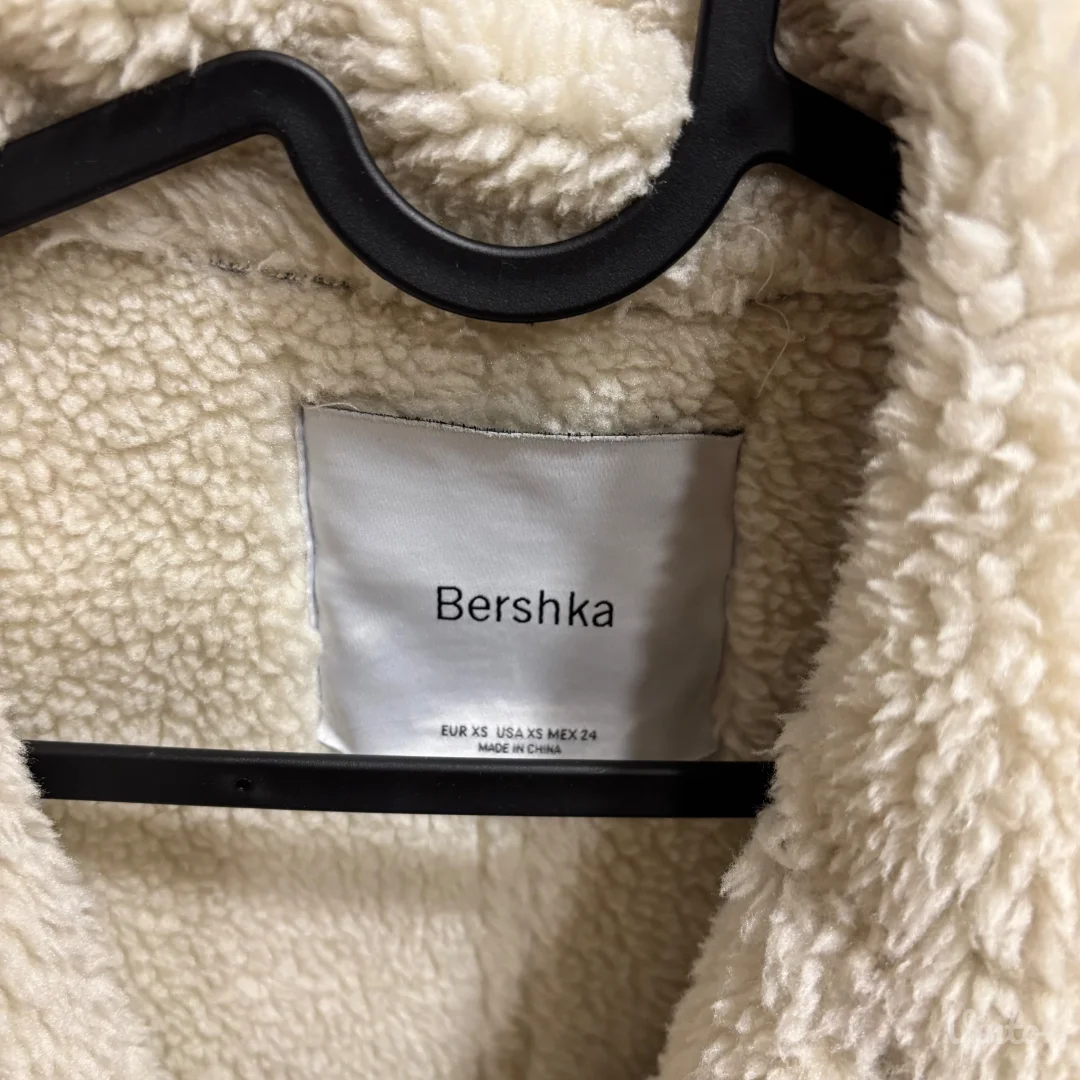 Bershka
EUR XS USA XS MEX 24
MADE IN CHINA